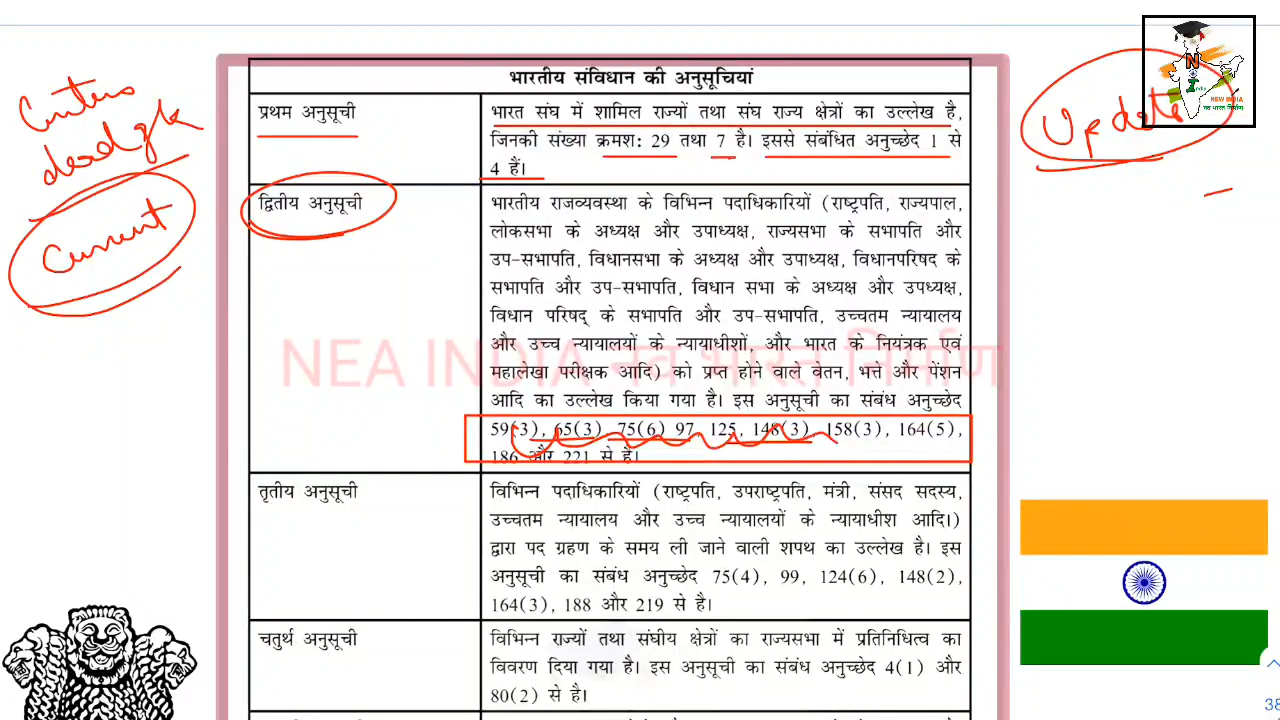 भारतीय संविधान की अनुसूचियां
प्रथम अनुसूची
भारत संघ में शामिल राज्यों तथा संघ राज्य क्षेत्रों का उल्लेख है,
जिनकी संख्या क्रमश: 29 तथा 7 है। इससे संबंधित अनुच्छेद 1 से
4 हैं।
द्वितीय अनुसूची
भारतीय राजव्यवस्था के विभिन्न पदाधिकारियों (राष्ट्रपति, राज्यपाल,
लोकसभा के अध्यक्ष और उपाध्यक्ष, राज्यसभा के सभापति और
उप-सभापति, विधानसभा के अध्यक्ष और उपाध्यक्ष, विधानपरिषद के
सभापति और उप-सभापति, विधान सभा के अध्यक्ष और उपध्यक्ष,
विधान परिषद् के सभापति और उप-सभापति, उच्चतम न्यायालय
और उच्च न्यायालयों के न्यायाधीशों, और भारत के नियंत्रक एवं
महालेखा परीक्षक आदि) को प्राप्त होने वाले वेतन, भत्ते और पेंशन
आदि का उल्लेख किया गया है। इस अनुसूची का संबंध अनुच्छेद
59(3), 65(3), 75(6) 97, 125, 148(3), 158(3), 164(5),
186 और 221 से है।
तृतीय अनुसूची
विभिन्न पदाधिकारियों (राष्ट्रपति, उपराष्ट्रपति, मंत्री, संसद सदस्य,
उच्चतम न्यायालय और उच्च न्यायालयों के न्यायाधीश आदि।)
द्वारा पद ग्रहण के समय ली जाने वाली शपथ का उल्लेख है। इस
अनुसूची का संबंध अनुच्छेद 75(4), 99, 124(6), 148(2),
164(3), 188 और 219 से है।
चतुर्थ अनुसूची
विभिन्न राज्यों तथा संघीय क्षेत्रों का राज्यसभा में प्रतिनिधित्व का
विवरण दिया गया है। इस अनुसूची का संबंध अनुच्छेद 4(1) और
80(2) से है।
NEA INDIA नव भारत निर्माण
Current
Update
N
India
NEW INDIA
नव भारत निर्माण
38